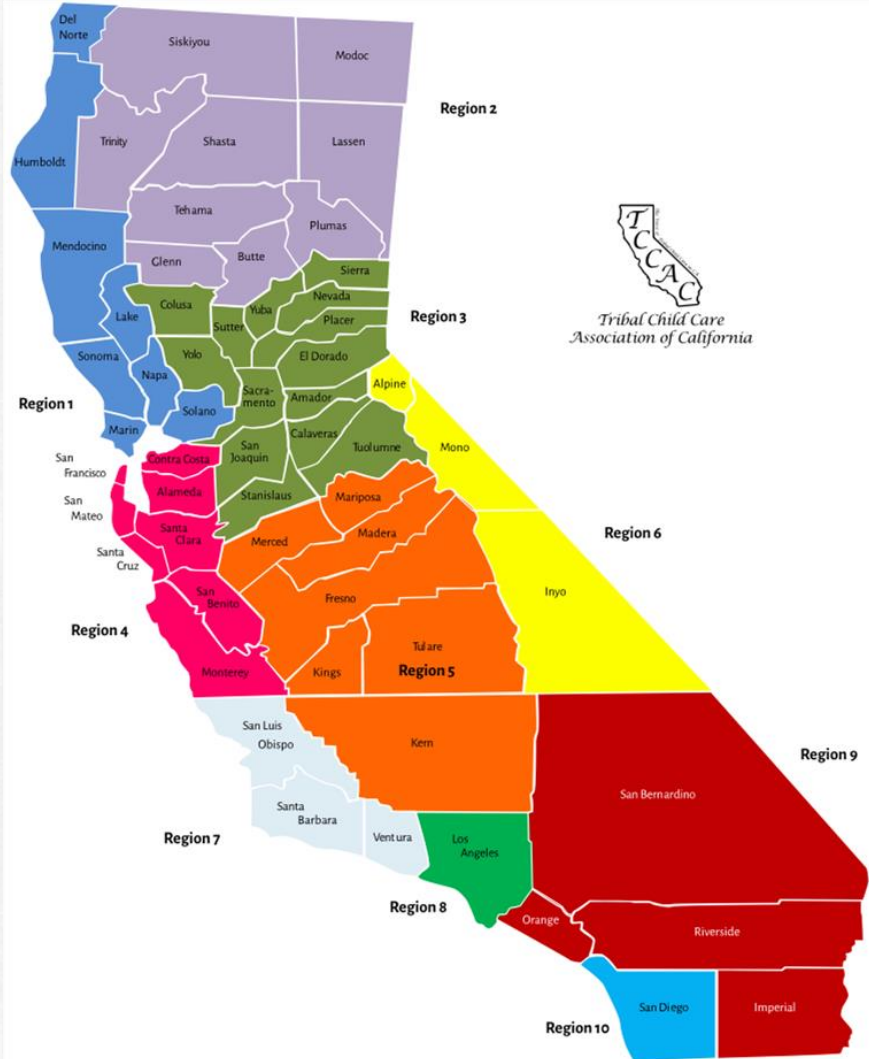 Del
Norte
Siskiyou
Modoc
Region 2
Trinity
Shasta
Lassen
Humboldt
Tehama
Plumas
Mendocino
Glenn
Butte
Sierra
Colusa
Yuba
Nevada
Lake
Sutter
Placer
Region 3
T
C
C
A
C
Tribal Child Care
Association of California
Sonoma
Yolo
El Dorado
Napa
Alpine
Region 1
Solano
Sacra-
mento
Amador
Marin
Calaveras
Mono
San
Francisco
Contra Costa
San
Joaquin
Tuolumne
Alameda
Stanislaus
Mariposa
San
Mateo
Santa
Clara
Merced
Madera
Region 6
Santa
Cruz
San
Benito
Fresno
Inyo
Region 4
Monterey
Kings
Tulare
Region 5
San Luis
Obispo
Kern
Region 9
San Bernardino
Santa
Barbara
Region 7
Ventura
Los
Angeles
Region 8
Orange
Riverside
San Diego
Imperial
Region 10